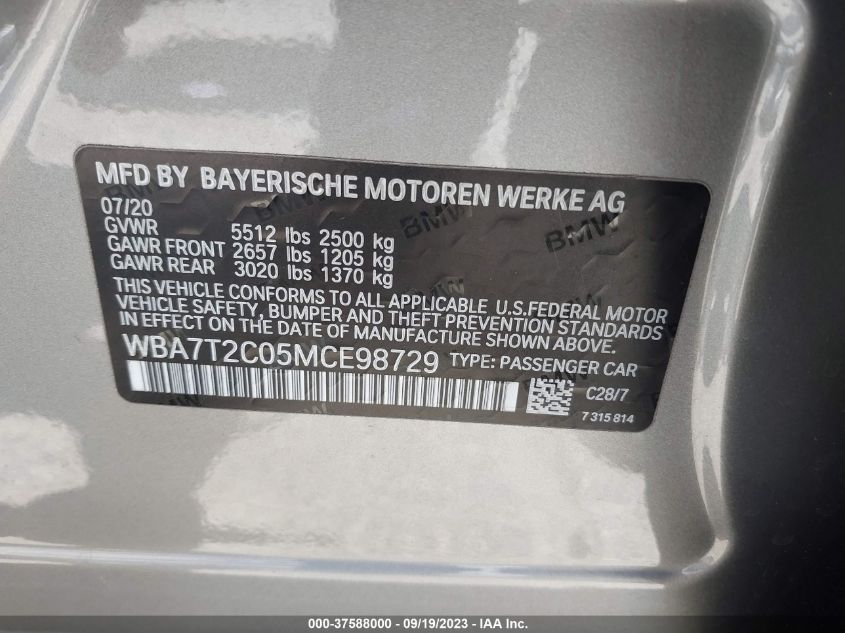 MFD BY BAYERISCHE MOTOREN WERKE AG
07/20
GVWR 5512 lbs 2500 kg
GAWR FRONT 2657 lbs 1205 kg
GAWR REAR 3020 lbs 1370 kg
THIS VEHICLE CONFORMS TO ALL APPLICABLE U.S.FEDERAL MOTOR
VEHICLE SAFETY, BUMPER AND THEFT PREVENTION STANDARDS
IN EFFECT ON THE DATE OF MANUFACTURE SHOWN ABOVE.
WBA7T2C05MCE98729 TYPE: PASSENGER CAR
C28/7
7 315 814
BMW
BMW
BMW
000-37588000 - 09/19/2023 - IAA Inc.